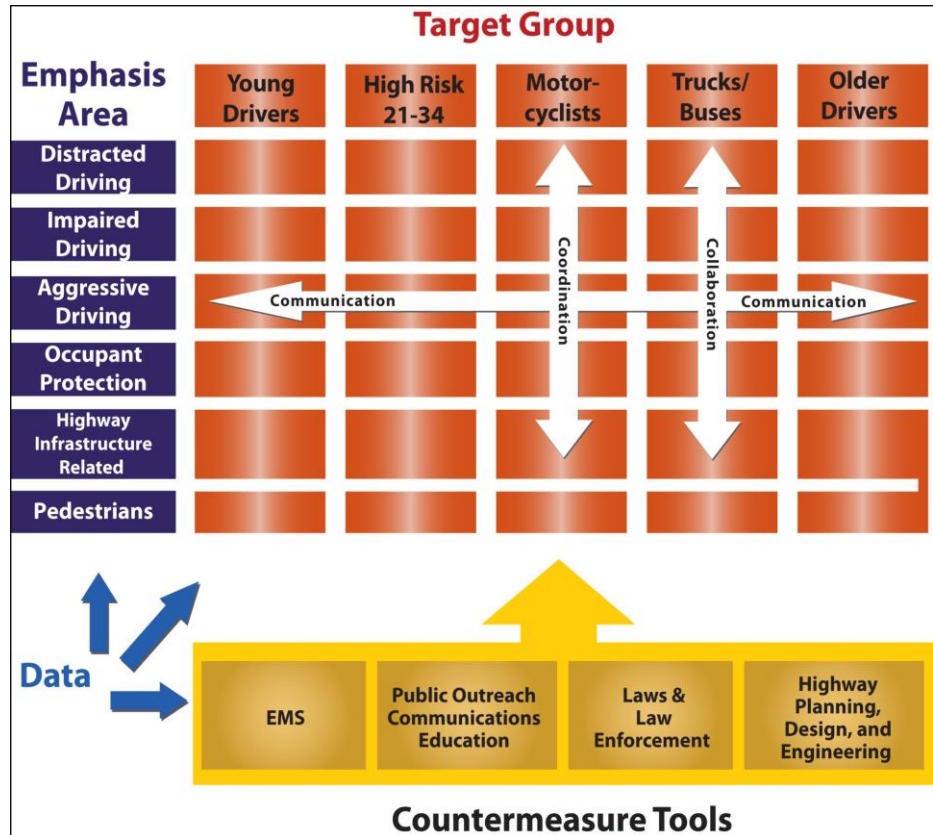 Target Group
Emphasis
Area
Young
Drivers
High Risk
21-34
Motor-
cyclists
Trucks/
Buses
Older
Drivers
Distracted
Driving
Impaired
Driving
Aggressive
Driving
Occupant
Protection
Highway
Infrastructure
Related
Pedestrians
Communication
Coordination
Collaboration
Communication
Data
EMS
Public Outreach
Communications
Education
Laws &
Law
Enforcement
Highway
Planning,
Design, and
Engineering
Countermeasure Tools